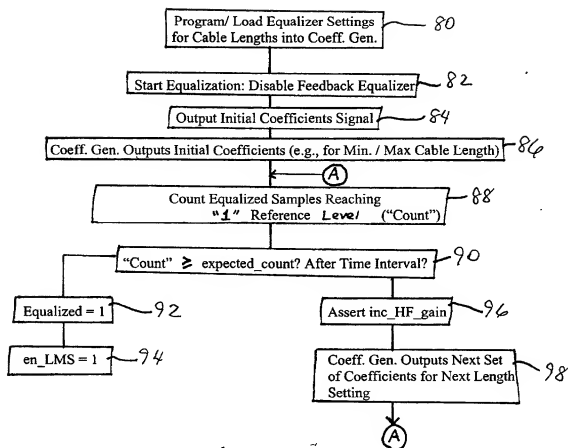 Program/ Load Equalizer Settings
for Cable Lengths into Coeff. Gen.
80
Start Equalization: Disable Feedback Equalizer
82
Output Initial Coefficients Signal
84
Coeff. Gen. Outputs Initial Coefficients (e.g., for Min. / Max Cable Length)
86
A
Count Equalized Samples Reaching
"1" Reference Level ("Count")
88
"Count" ≥ expected_count? After Time Interval?
90
Equalized = 1
92
Assert inc_HF_gain
96
en_LMS = 1
94
Coeff. Gen. Outputs Next Set
of Coefficients for Next Length
Setting
98
A